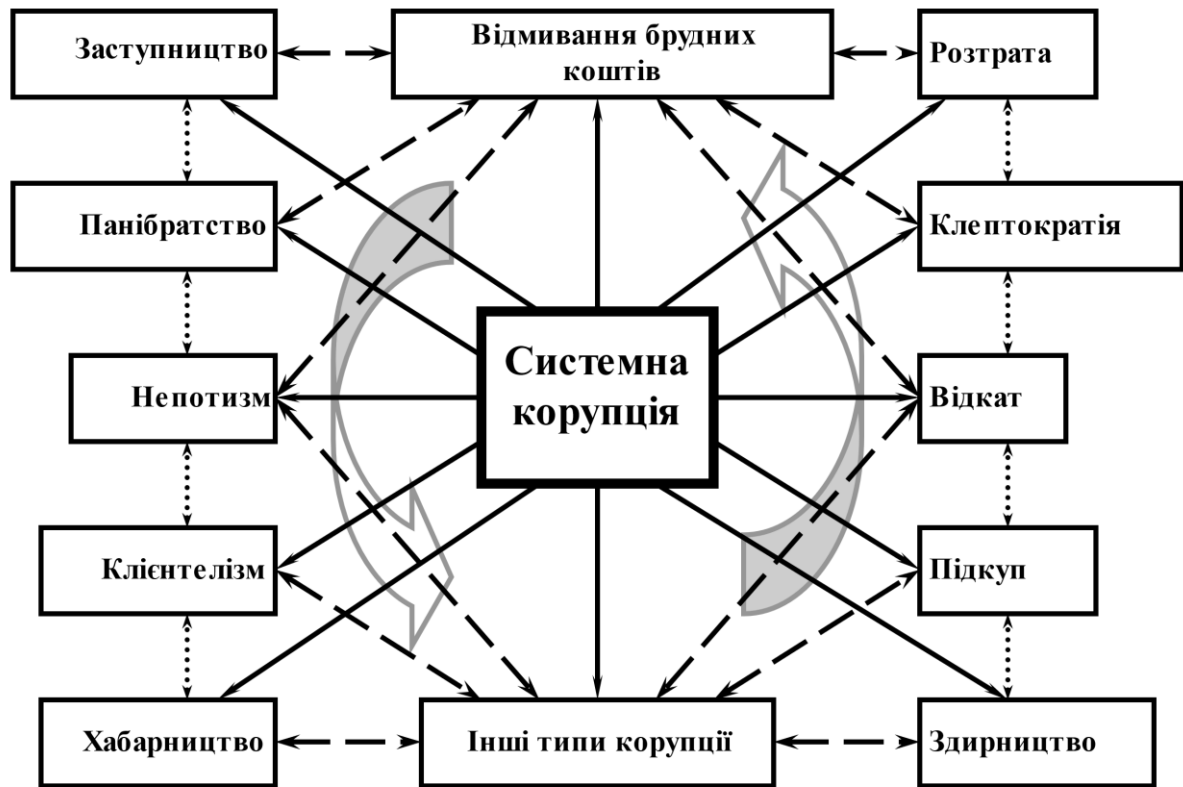 Заступництво
Відмивання брудних
коштів
Розтрата
Панібратство
Клептократія
Системна
корупція
Непотизм
Відкат
Клієнтелізм
Підкуп
Хабарництво
Інші типи корупції
Здирництво